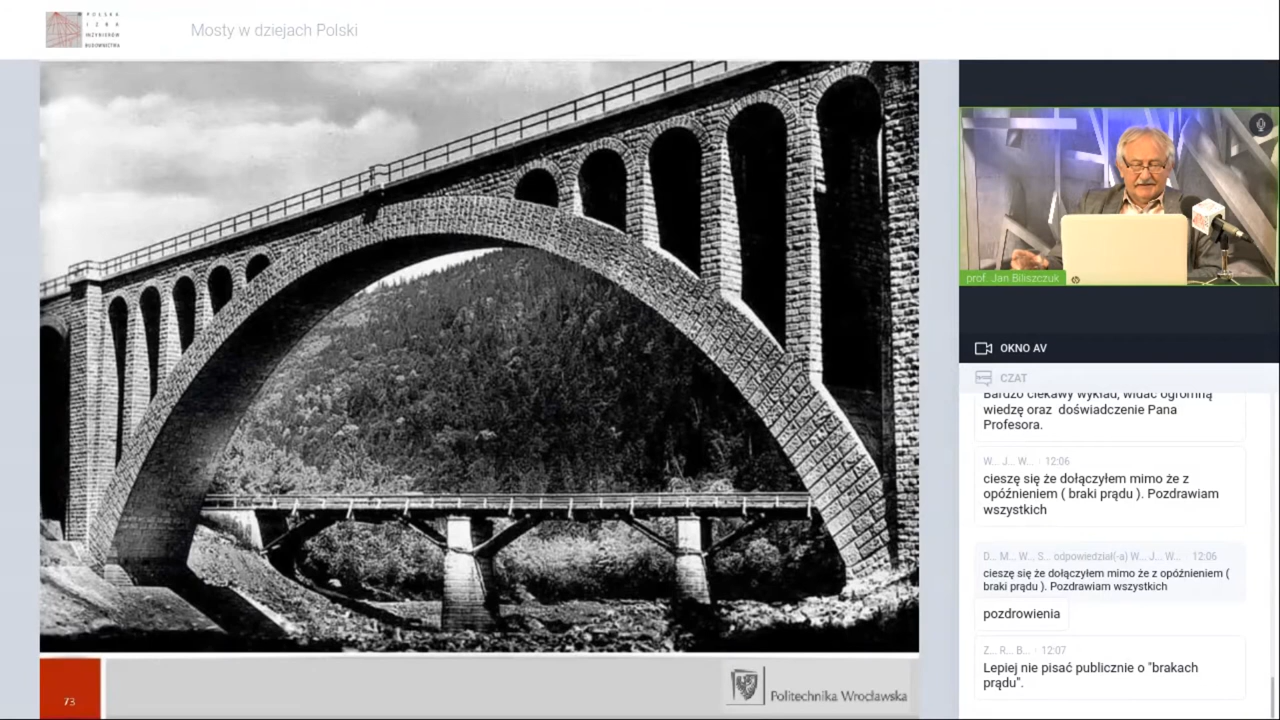 POLSKA
IZBA
INŻYNIERÓW
BUDOWNICTWA
Mosty w dziejach Polski
prof. Jan Biliszczuk
OKNO AV
CZAT
Bardzo ciekawy wykład, widać ogromną
wiedzę oraz doświadczenie Pana
Profesora.
W... J... W... · 12:06
cieszę się że dołączyłem mimo że z
opóźnieniem ( braki prądu ). Pozdrawiam
wszystkich
D... M... W... S... odpowiedział(-a) W... J... W... 12:06
cieszę się że dołączyłem mimo że z opóźnieniem (
braki prądu ). Pozdrawiam wszystkich
pozdrowienia
Z... R... B... · 12:07
Lepiej nie pisać publicznie o "brakach
prądu".
73
Politechnika Wrocławska